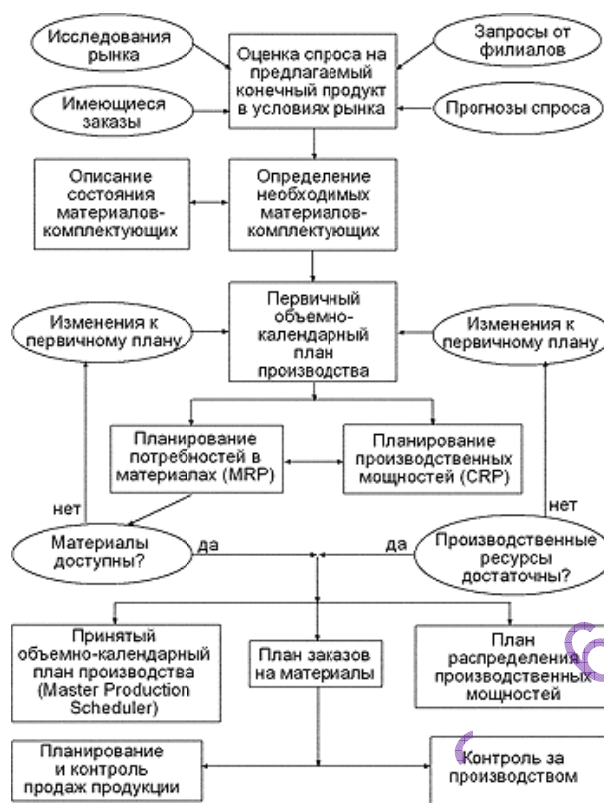 Исследования
рынка
Имеющиеся
заказы
Оценка спроса на
предлагаемый
конечный продукт
в условиях рынка
Запросы от
филиалов
Прогнозы спроса
Описание
состояния
материалов-
комплектующих
Определение
необходимых
материалов-
комплектующих
Изменения к
первичному плану
Первичный
объемно-
календарный
план
производства
Изменения к
первичному плану
Планирование
потребностей в
материалах (MRP)
Планирование
производственных
мощностей (CRP)
нет
нет
Материалы
доступны?
да
да
Производственные
ресурсы
достаточны?
Принятый
объемно-календарный
план производства
(Master Production
Scheduler)
План заказов
на материалы
План
распределения
производственных
мощностей
Планирование
и контроль
продаж продукции
Контроль за
производством